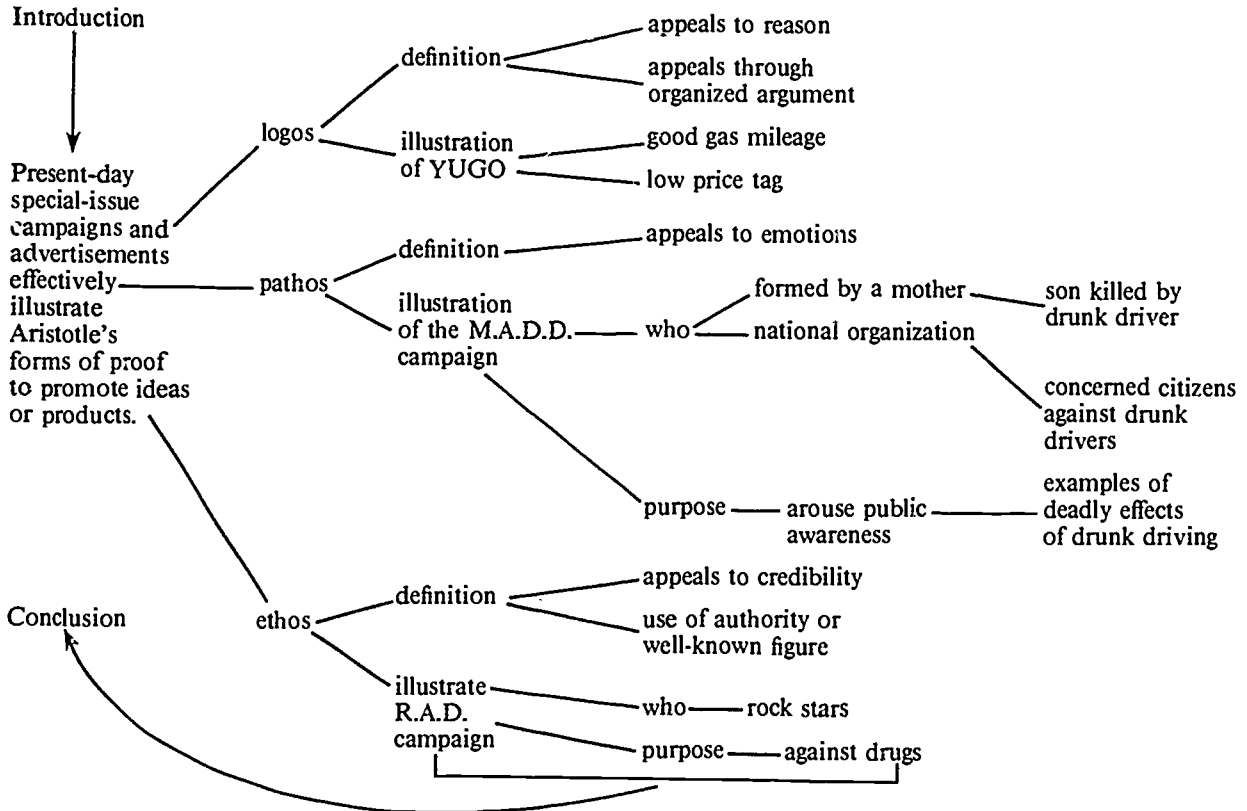 Introduction
Present-day
special-issue
campaigns and
advertisements
effectively
illustrate
Aristotle's
forms of proof
to promote ideas
or products.
logos
definition
appeals to reason
appeals through
organized argument
illustration
of YUGO
good gas mileage
low price tag
pathos
definition
appeals to emotions
illustration
of the M.A.D.D.
campaign
who
formed by a mother
son killed by
drunk driver
national organization
concerned citizens
against drunk
drivers
purpose
arouse public
awareness
examples of
deadly effects
of drunk driving
ethos
definition
appeals to credibility
use of authority or
well-known figure
illustrate
R.A.D.
campaign
who
rock stars
purpose
against drugs
Conclusion